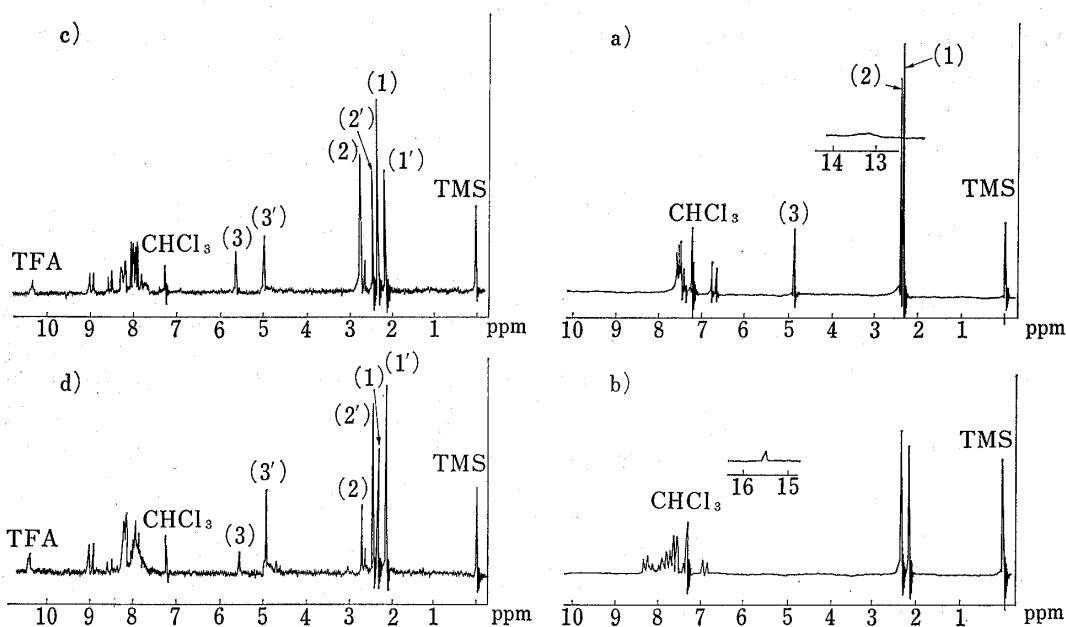 c)
(1)
(2')
(2)
(1')
TMS
(3')
(3)
CHCl₃
TFA
10 9 8 7 6 5 4 3 2 1 ppm
a)
(1)
(2)
14 13
TMS
CHCl₃
(3)
10 9 8 7 6 5 4 3 2 1 ppm
d)
(1')
(1)
(2')
TMS
(3')
(2)
CHCl₃
(3)
TFA
10 9 8 7 6 5 4 3 2 1 ppm
b)
TMS
16 15
CHCl₃
10 9 8 7 6 5 4 3 2 1 ppm